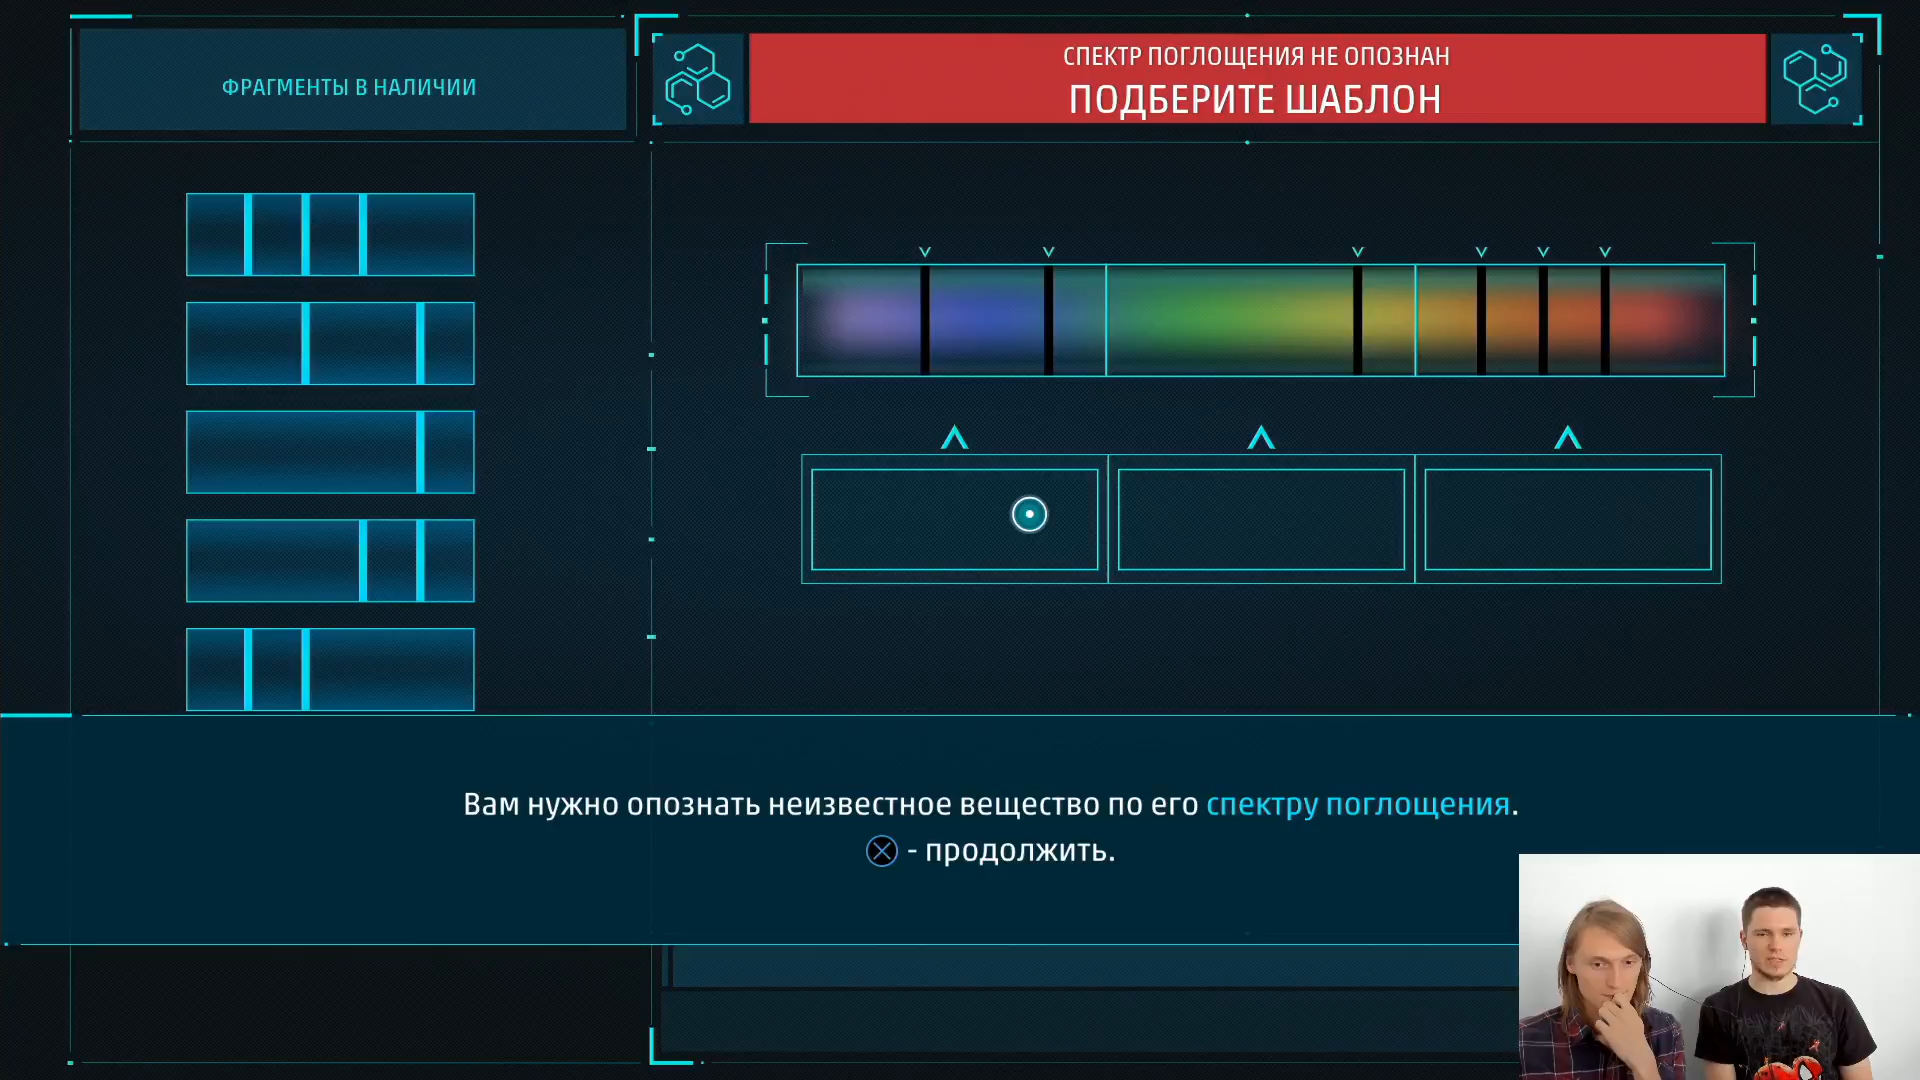 ФРАГМЕНТЫ В НАЛИЧИИ
СПЕКТР ПОГЛОЩЕНИЯ НЕ ОПОЗНАН
ПОДБЕРИТЕ ШАБЛОН
Вам нужно опознать неизвестное вещество по его спектру поглощения.
- продолжить.